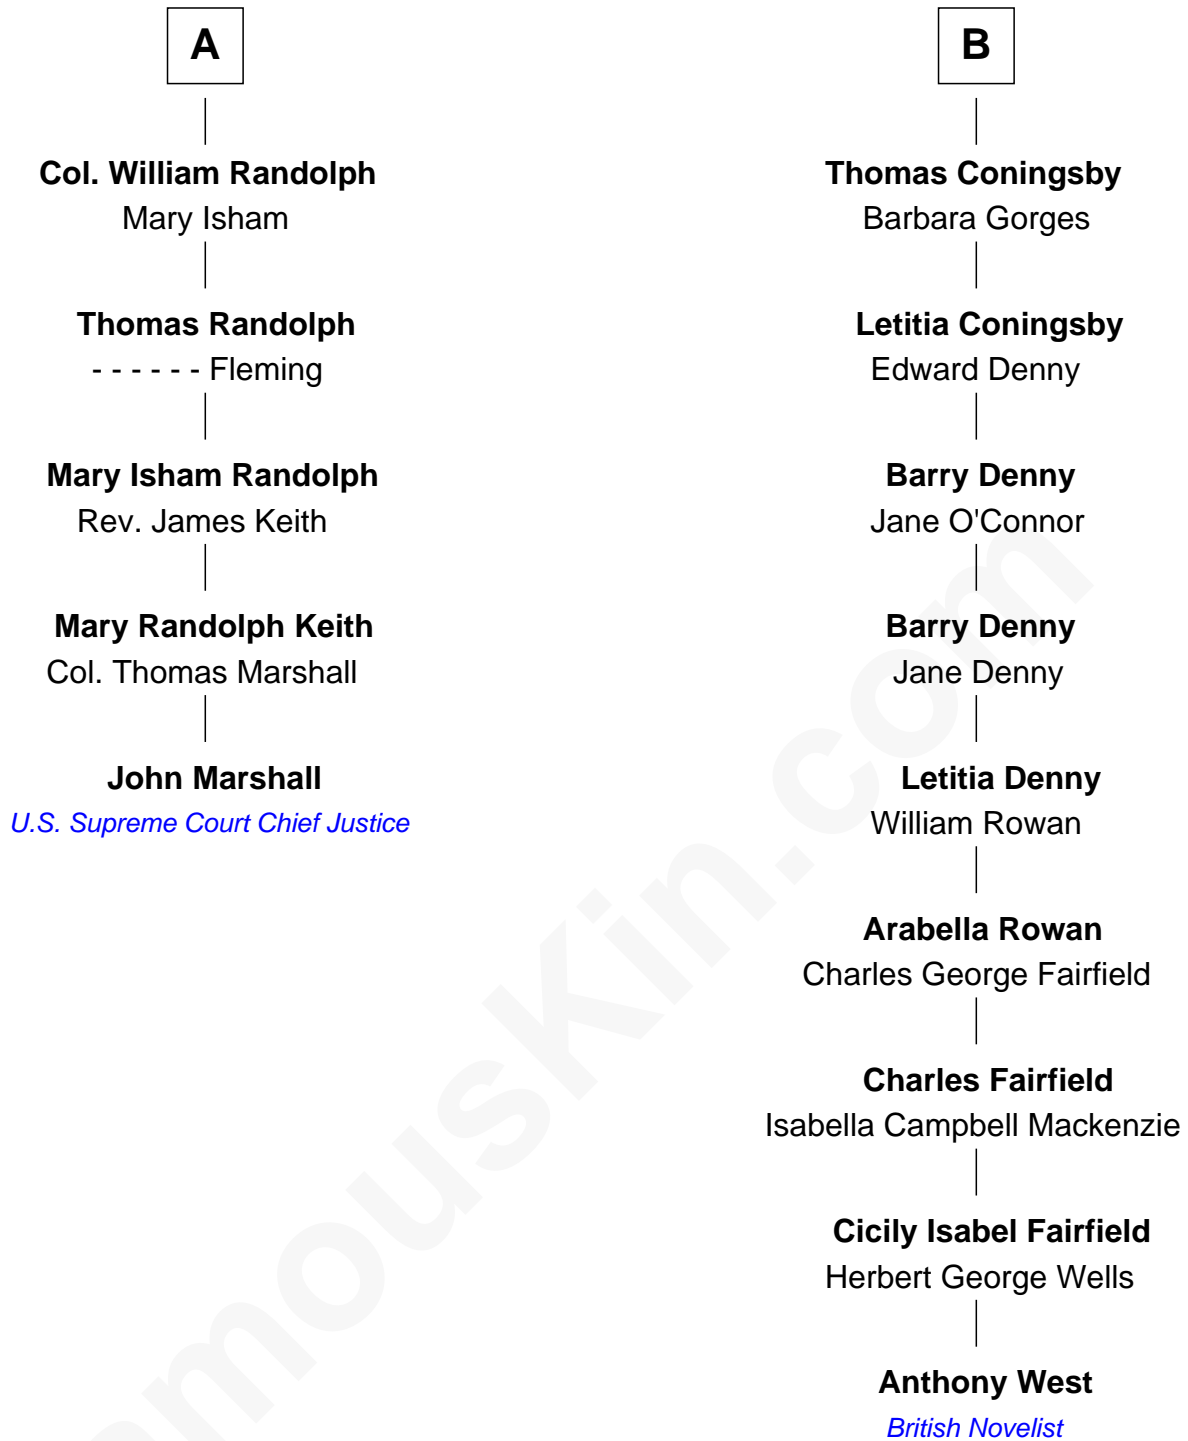 A
Col. William Randolph
Mary Isham
Thomas Randolph
- - - - - - Fleming
Mary Isham Randolph
Rev. James Keith
Mary Randolph Keith
Col. Thomas Marshall
John Marshall
U.S. Supreme Court Chief Justice
B
Thomas Coningsby
Barbara Gorges
Letitia Coningsby
Edward Denny
Barry Denny
Jane O'Connor
Barry Denny
Jane Denny
Letitia Denny
William Rowan
Arabella Rowan
Charles George Fairfield
Charles Fairfield
Isabella Campbell Mackenzie
Cicily Isabel Fairfield
Herbert George Wells
Anthony West
British Novelist
amousKin.com